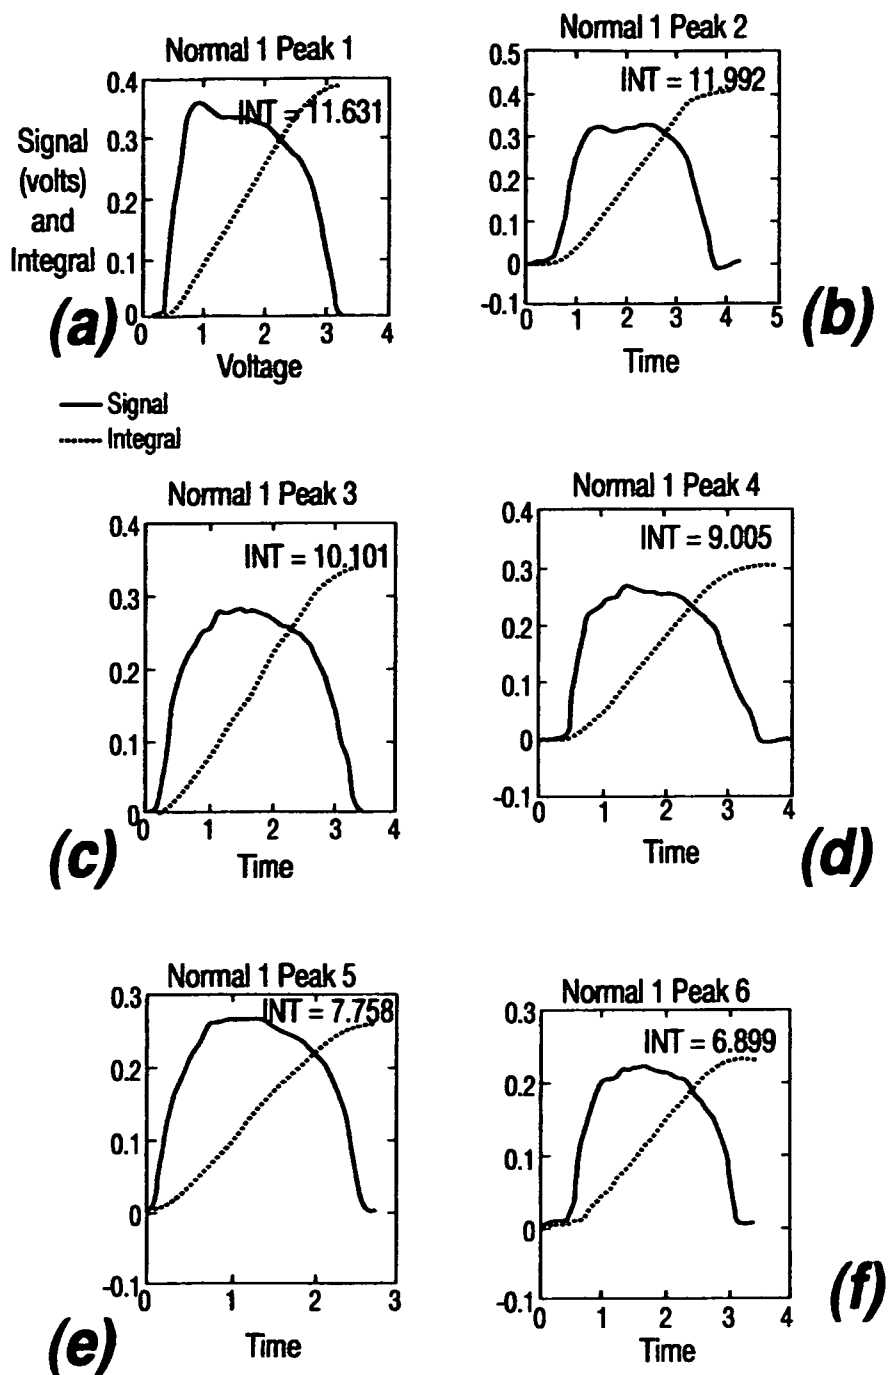 Normal 1 Peak 1
0.4
0.3
0.2
0.1
0
INT = 11.631
Signal
(volts)
and
Integral
0 1 2 3 4
Voltage
(a)
Normal 1 Peak 2
0.5
0.4
0.3
0.2
0.1
0
-0.1
INT = 11.992
0 1 2 3 4 5
Time
(b)
Signal
Integral
Normal 1 Peak 3
0.4
0.3
0.2
0.1
0
INT = 10.101
0 1 2 3 4
Time
(c)
Normal 1 Peak 4
0.4
0.3
0.2
0.1
0
-0.1
INT = 9.005
0 1 2 3 4
Time
(d)
Normal 1 Peak 5
0.3
0.2
0.1
0
-0.1
INT = 7.758
0 1 2 3
Time
(e)
Normal 1 Peak 6
0.3
0.2
0.1
0
-0.1
INT = 6.899
0 1 2 3 4
Time
(f)